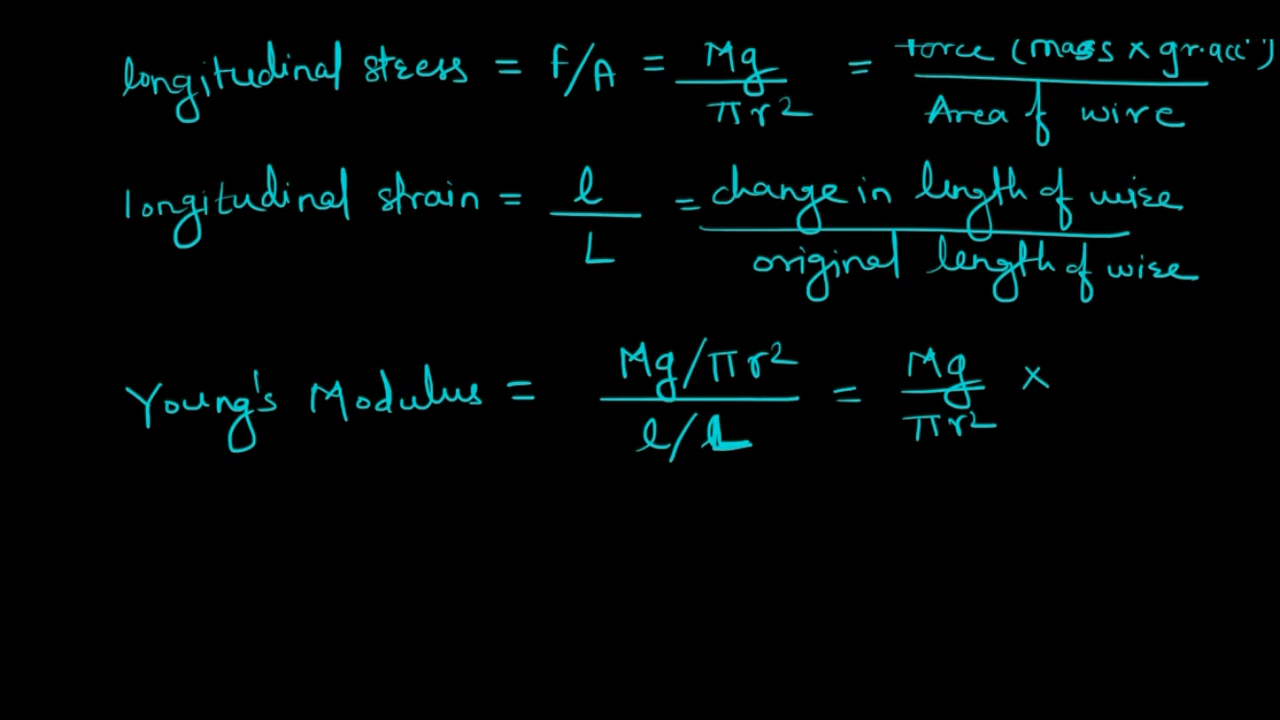 longitudinal stress = F/A = Mg/πr² = force (mass x gr.accⁿ) / Area of wire
longitudinal strain = l/L = change in length of wire / original length of wire
Young's Modulus = Mg/πr² / l/L = Mg/πr² ×